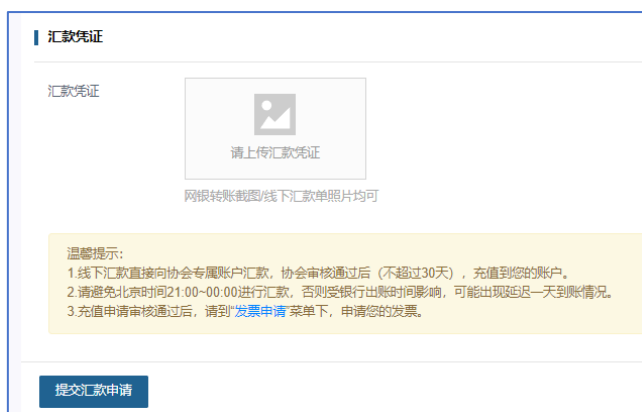 汇款凭证
汇款凭证
请上传汇款凭证
网银转账截图/线下汇款单照片均可
温馨提示：
1.线下汇款直接向协会专属账户汇款，协会审核通过后（不超过30天），充值到您的账户。
2.请避免北京时间21:00~00:00进行汇款，否则受银行出账时间影响，可能出现延迟一天到账情况。
3.充值申请审核通过后，请到“发票申请”菜单下，申请您的发票。
提交汇款申请